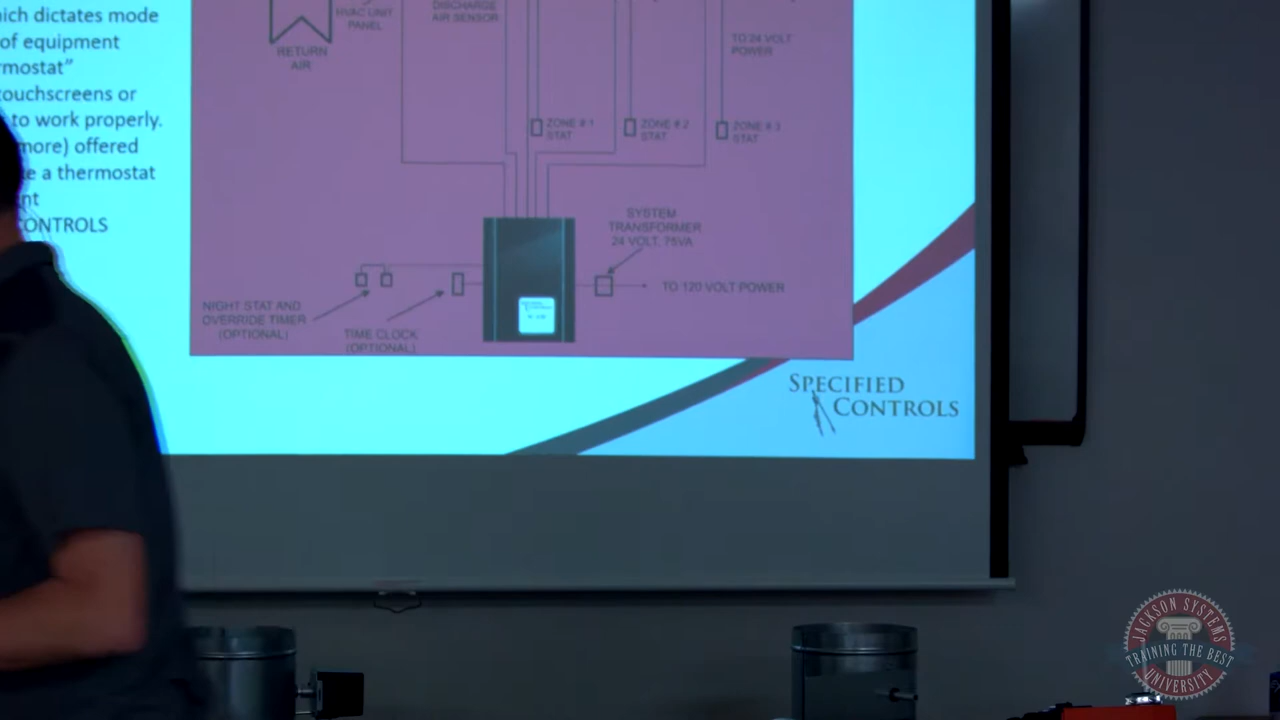 ich dictates mode
of equipment
rmostat"
touchscreens or
to work properly.
more) offered
e a thermostat
nt
CONTROLS
HVAC UNIT
PANEL
RETURN
AIR
DISCHARGE
AIR SENSOR
TO 24 VOLT
POWER
ZONE #1
STAT
ZONE #2
STAT
ZONE #3
STAT
SYSTEM
TRANSFORMER
24 VOLT, 75VA
TO 120 VOLT POWER
NIGHT STAT AND
OVERRIDE TIMER
(OPTIONAL)
TIME CLOCK
(OPTIONAL)
SPECIFIED
CONTROLS
JACKSON SYSTEMS
TRAINING THE BEST
UNIVERSITY